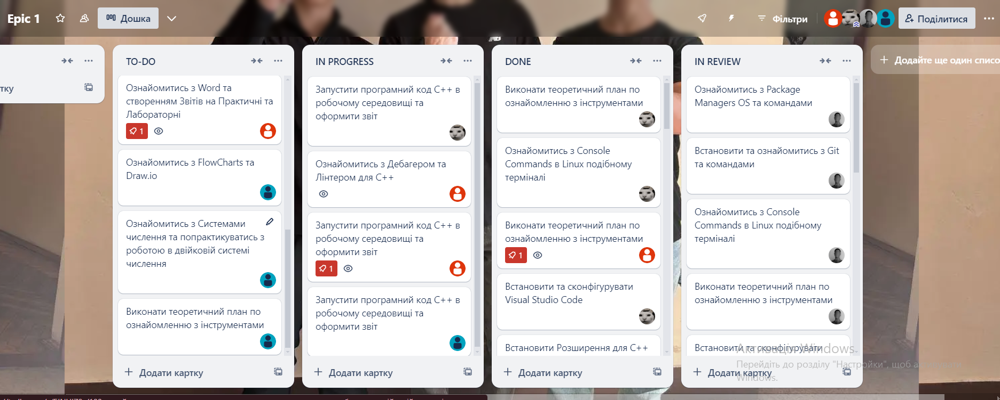 Epic 1
Дошка
Фільтри
Поділитися
тку
TO-DO
Ознайомитись з Word та
створенням Звітів на Практичні та
Лабораторні
1
Ознайомитись з FlowCharts та
Draw.io
Ознайомитись з Системами
числення та попрактикуватись з
роботою в двійковій системі
числення
Виконати теоретичний план по
ознайомленню з інструментами
Додати картку
IN PROGRESS
Запустити програмний код C++ в
робочому середовищі та
оформити звіт
Ознайомитись з Дебагером та
Лінтером для C++
Запустити програмний код C++ в
робочому середовищі та
оформити звіт
1
Запустити програмний код C++ в
робочому середовищі та
оформити звіт
Додати картку
DONE
Виконати теоретичний план по
ознайомленню з інструментами
Ознайомитись з Console
Commands в Linux подібному
терміналі
Виконати теоретичний план по
ознайомленню з інструментами
1
Встановити та сконфігурувати
Visual Studio Code
Встановити Розширення для C++
Додати картку
IN REVIEW
Ознайомитись з Package
Managers OS та командами
Встановити та ознайомитись з Git
та командами
Ознайомитись з Console
Commands в Linux подібному
терміналі
Виконати теоретичний план по
ознайомленню з інструментами
Встановити та сконфігурувати
Додати картку
Додайте ще один списо
Активація Windows
Перейдіть до розділу "Настройки", щоб
Windows.